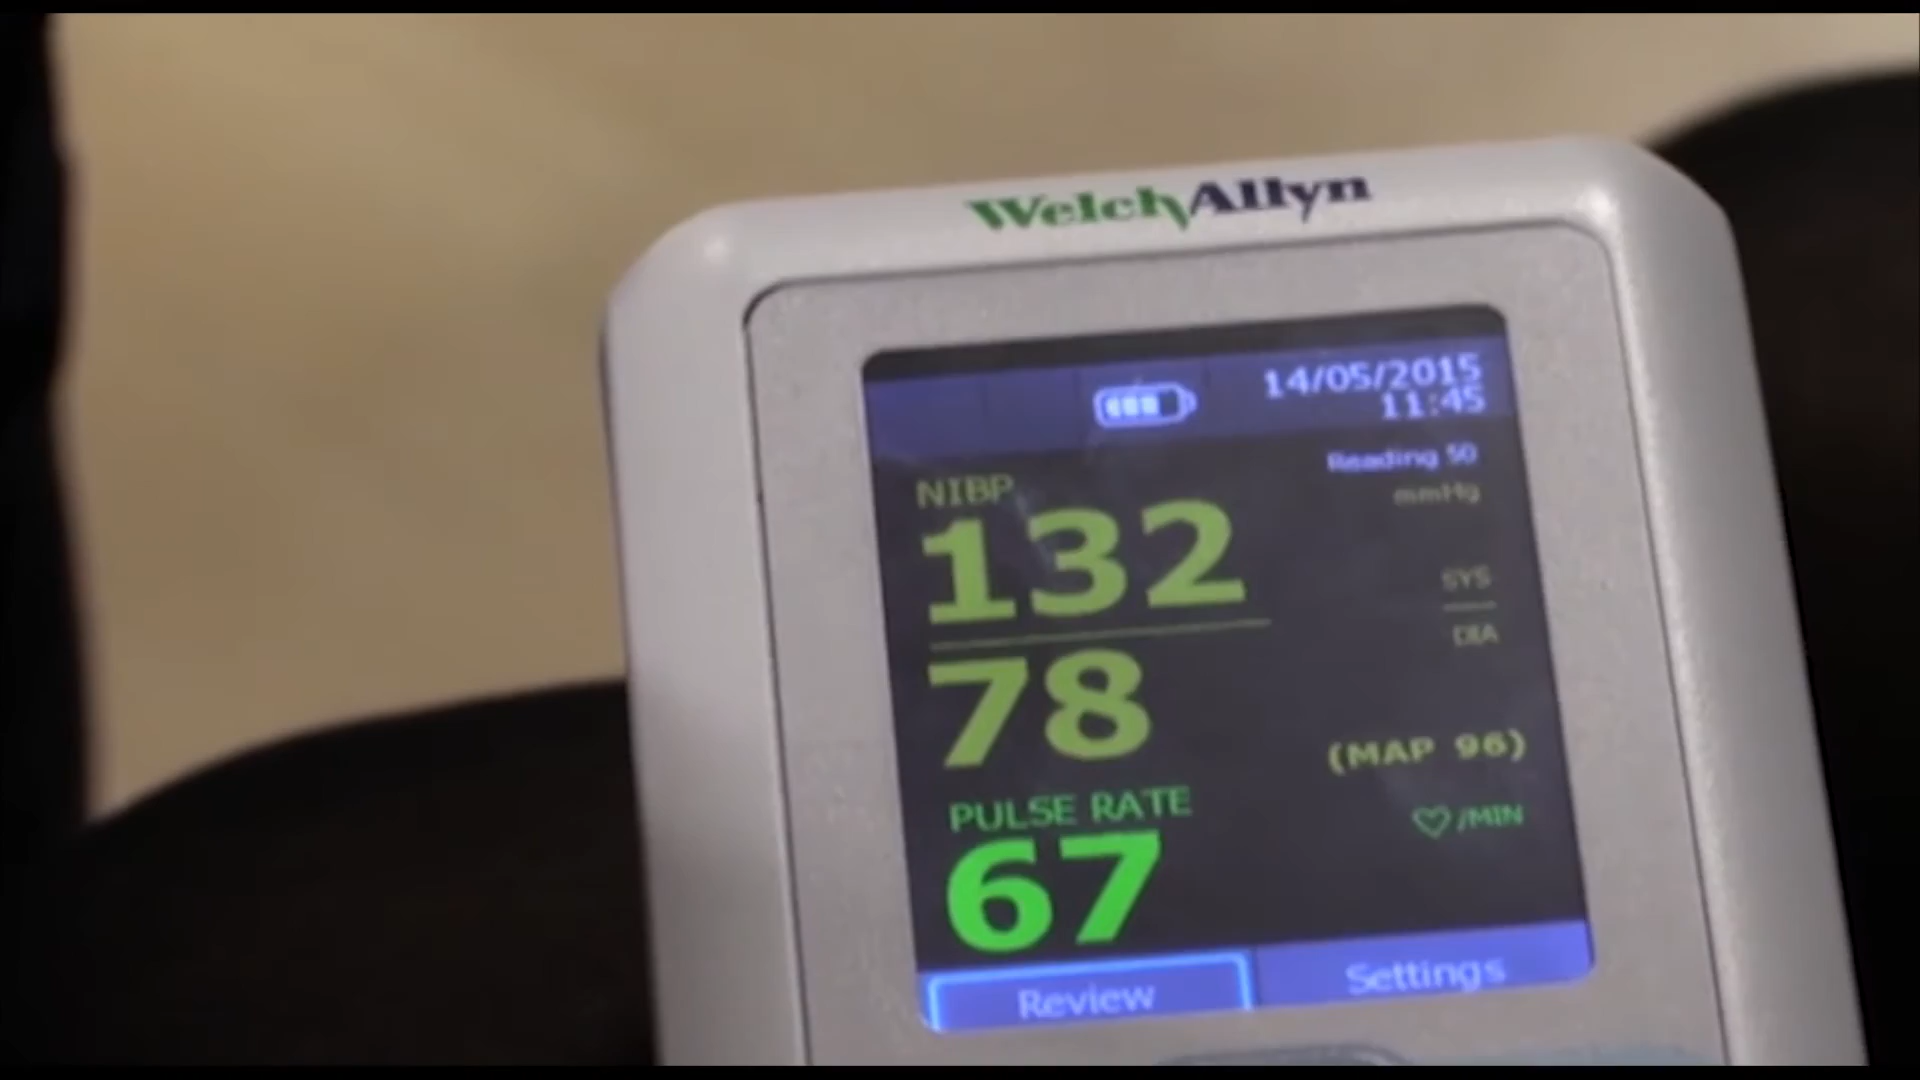 WelchAllyn
14/05/2015
11:45
Reading 50
NIBP
mmHg
132
SYS
DIA
78
(MAP 96)
PULSE RATE
♡/MIN
67
Review
Settings